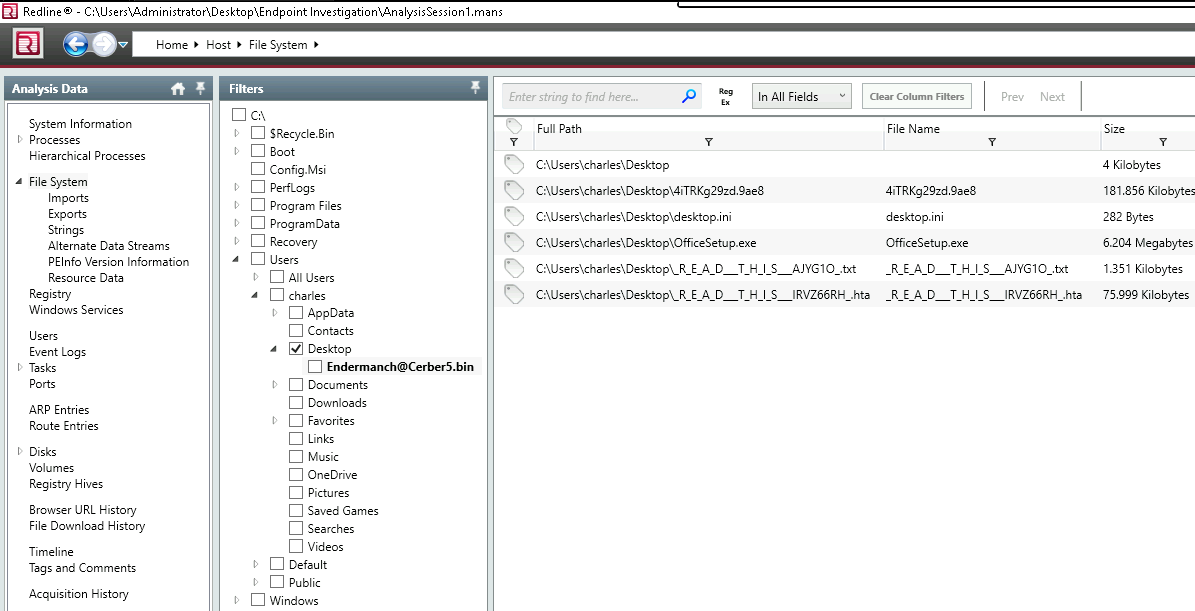 Redline® - C:\Users\Administrator\Desktop\Endpoint Investigation\AnalysisSession1.mans
Home Host File System
Analysis Data
System Information
Processes
Hierarchical Processes
File System
Imports
Exports
Strings
Alternate Data Streams
PEInfo Version Information
Resource Data
Registry
Windows Services
Users
Event Logs
Tasks
Ports
ARP Entries
Route Entries
Disks
Volumes
Registry Hives
Browser URL History
File Download History
Timeline
Tags and Comments
Acquisition History
Filters
C:\
$Recycle.Bin
Boot
Config.Msi
PerfLogs
Program Files
ProgramData
Recovery
Users
All Users
charles
AppData
Contacts
Desktop
Endermanch@Cerber5.bin
Documents
Downloads
Favorites
Links
Music
OneDrive
Pictures
Saved Games
Searches
Videos
Default
Public
Windows
Enter string to find here...
Reg
Ex
In All Fields
Clear Column Filters
Prev Next
Full Path File Name Size
C:\Users\charles\Desktop 4 Kilobytes
C:\Users\charles\Desktop\4iTRKg29zd.9ae8 4iTRKg29zd.9ae8 181.856 Kilobytes
C:\Users\charles\Desktop\desktop.ini desktop.ini 282 Bytes
C:\Users\charles\Desktop\OfficeSetup.exe OfficeSetup.exe 6.204 Megabytes
C:\Users\charles\Desktop\_R_E_A_D___T_H_I_S___AJYG1O_.txt _R_E_A_D___T_H_I_S___AJYG1O_.txt 1.351 Kilobytes
C:\Users\charles\Desktop\_R_E_A_D___T_H_I_S___IRVZ66RH_.hta _R_E_A_D___T_H_I_S___IRVZ66RH_.hta 75.999 Kilobytes